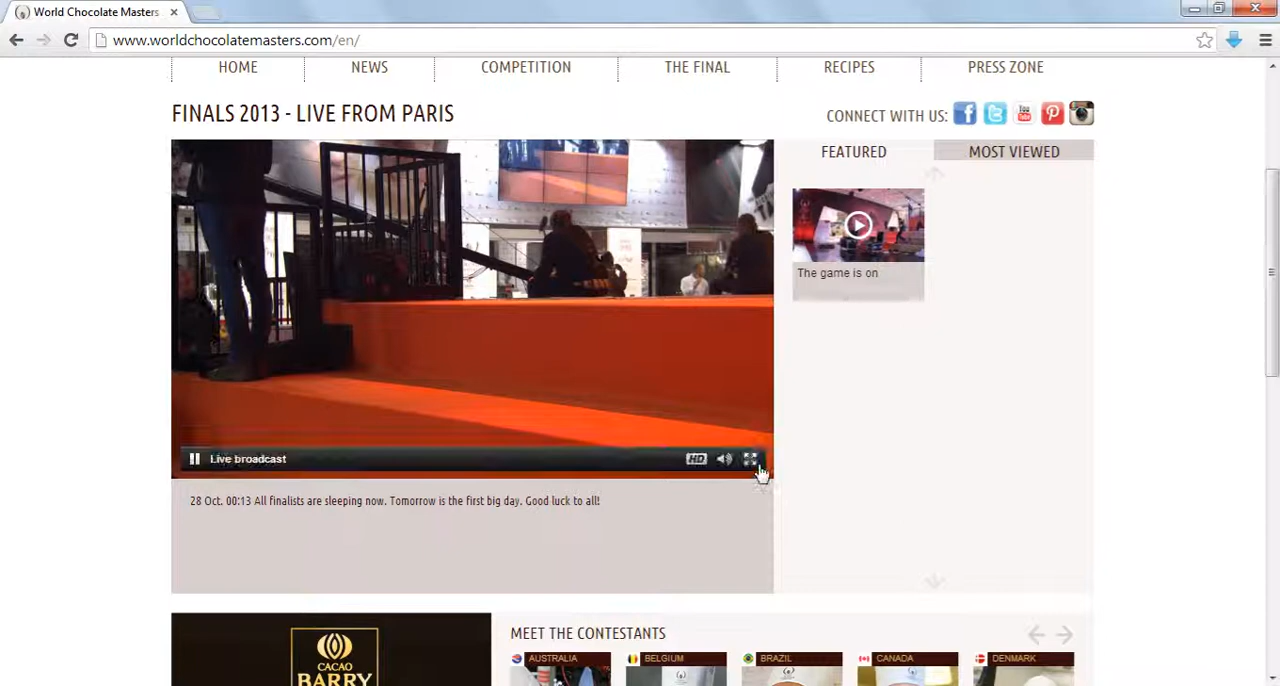 World Chocolate Masters
www.worldchocolatemasters.com/en/
HOME NEWS COMPETITION THE FINAL RECIPES PRESS ZONE
FINALS 2013 - LIVE FROM PARIS
CONNECT WITH US:
You Tube
FEATURED MOST VIEWED
The game is on
Live broadcast HD
28 Oct. 00:13 All finalists are sleeping now. Tomorrow is the first big day. Good luck to all!
CACAO
BARRY
MEET THE CONTESTANTS
AUSTRALIA BELGIUM BRAZIL CANADA DENMARK